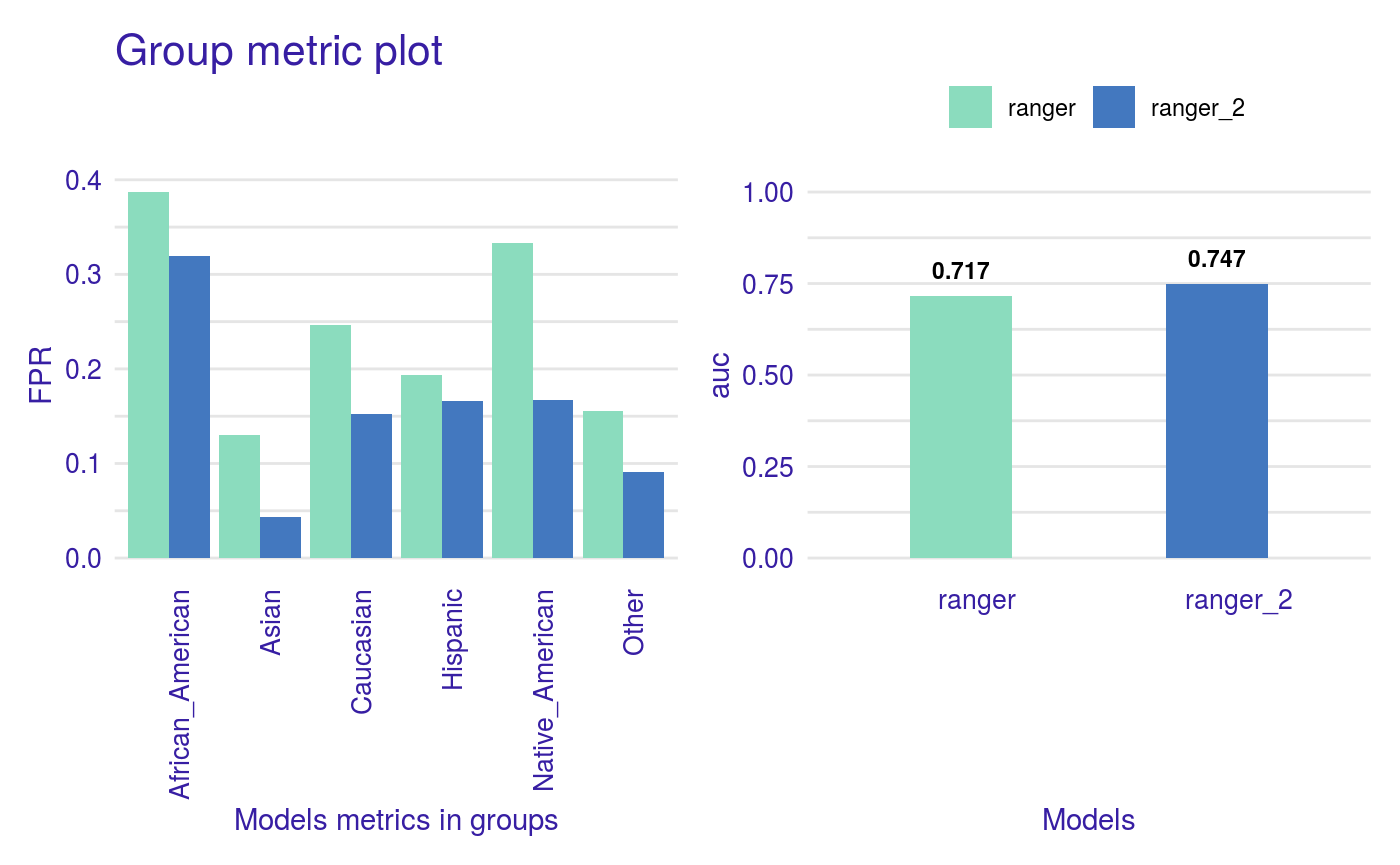 Group metric plot
ranger
ranger_2
FPR
0.4
0.3
0.2
0.1
0.0
African_American
Asian
Caucasian
Hispanic
Native_American
Other
Models metrics in groups
auc
1.00
0.75
0.50
0.25
0.00
0.717
0.747
ranger
ranger_2
Models